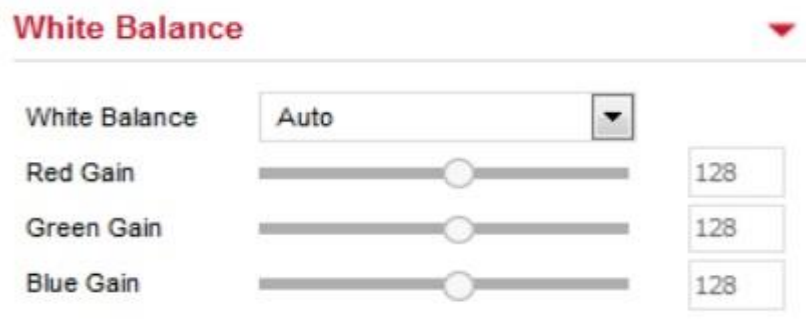 White Balance
White Balance Auto
Red Gain 128
Green Gain 128
Blue Gain 128